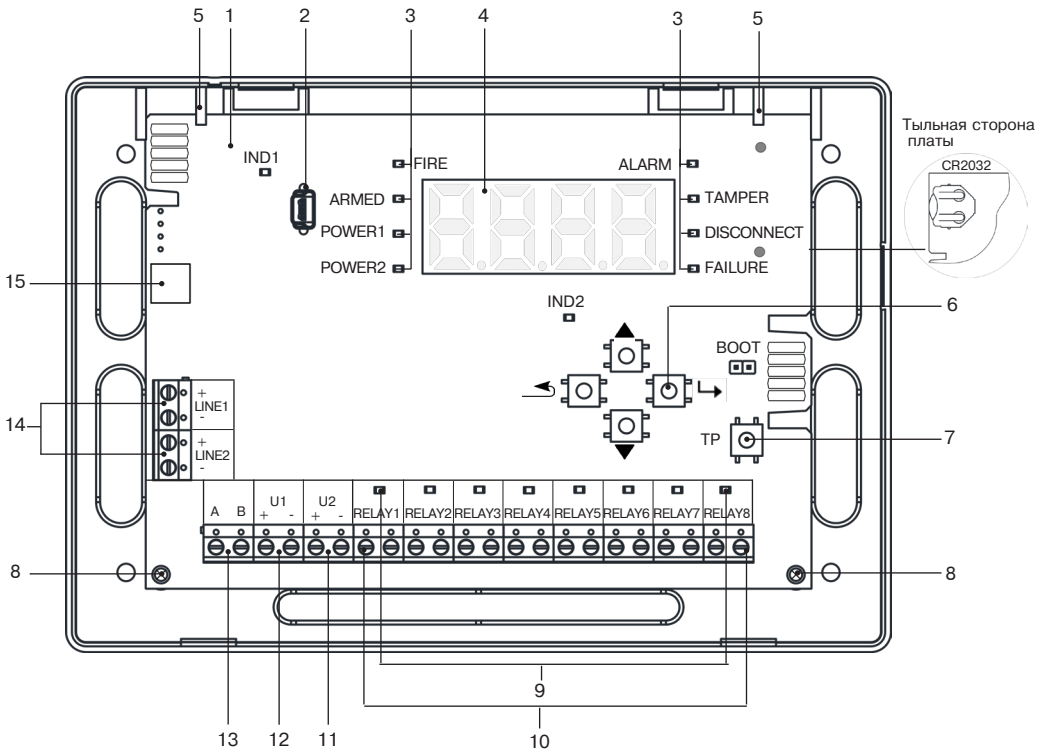 5 1 2 3 4 3 5
Тыльная сторона
платы
CR2032
IND1
FIRE
ALARM
ARMED
TAMPER
POWER1
DISCONNECT
POWER2
FAILURE
15
IND2
6
BOOT
+
LINE1
-
14
+
LINE2
-
TP
7
A B U1 U2
+ - + -
RELAY1 RELAY2 RELAY3 RELAY4 RELAY5 RELAY6 RELAY7 RELAY8
8
8
9
13 12 11 10